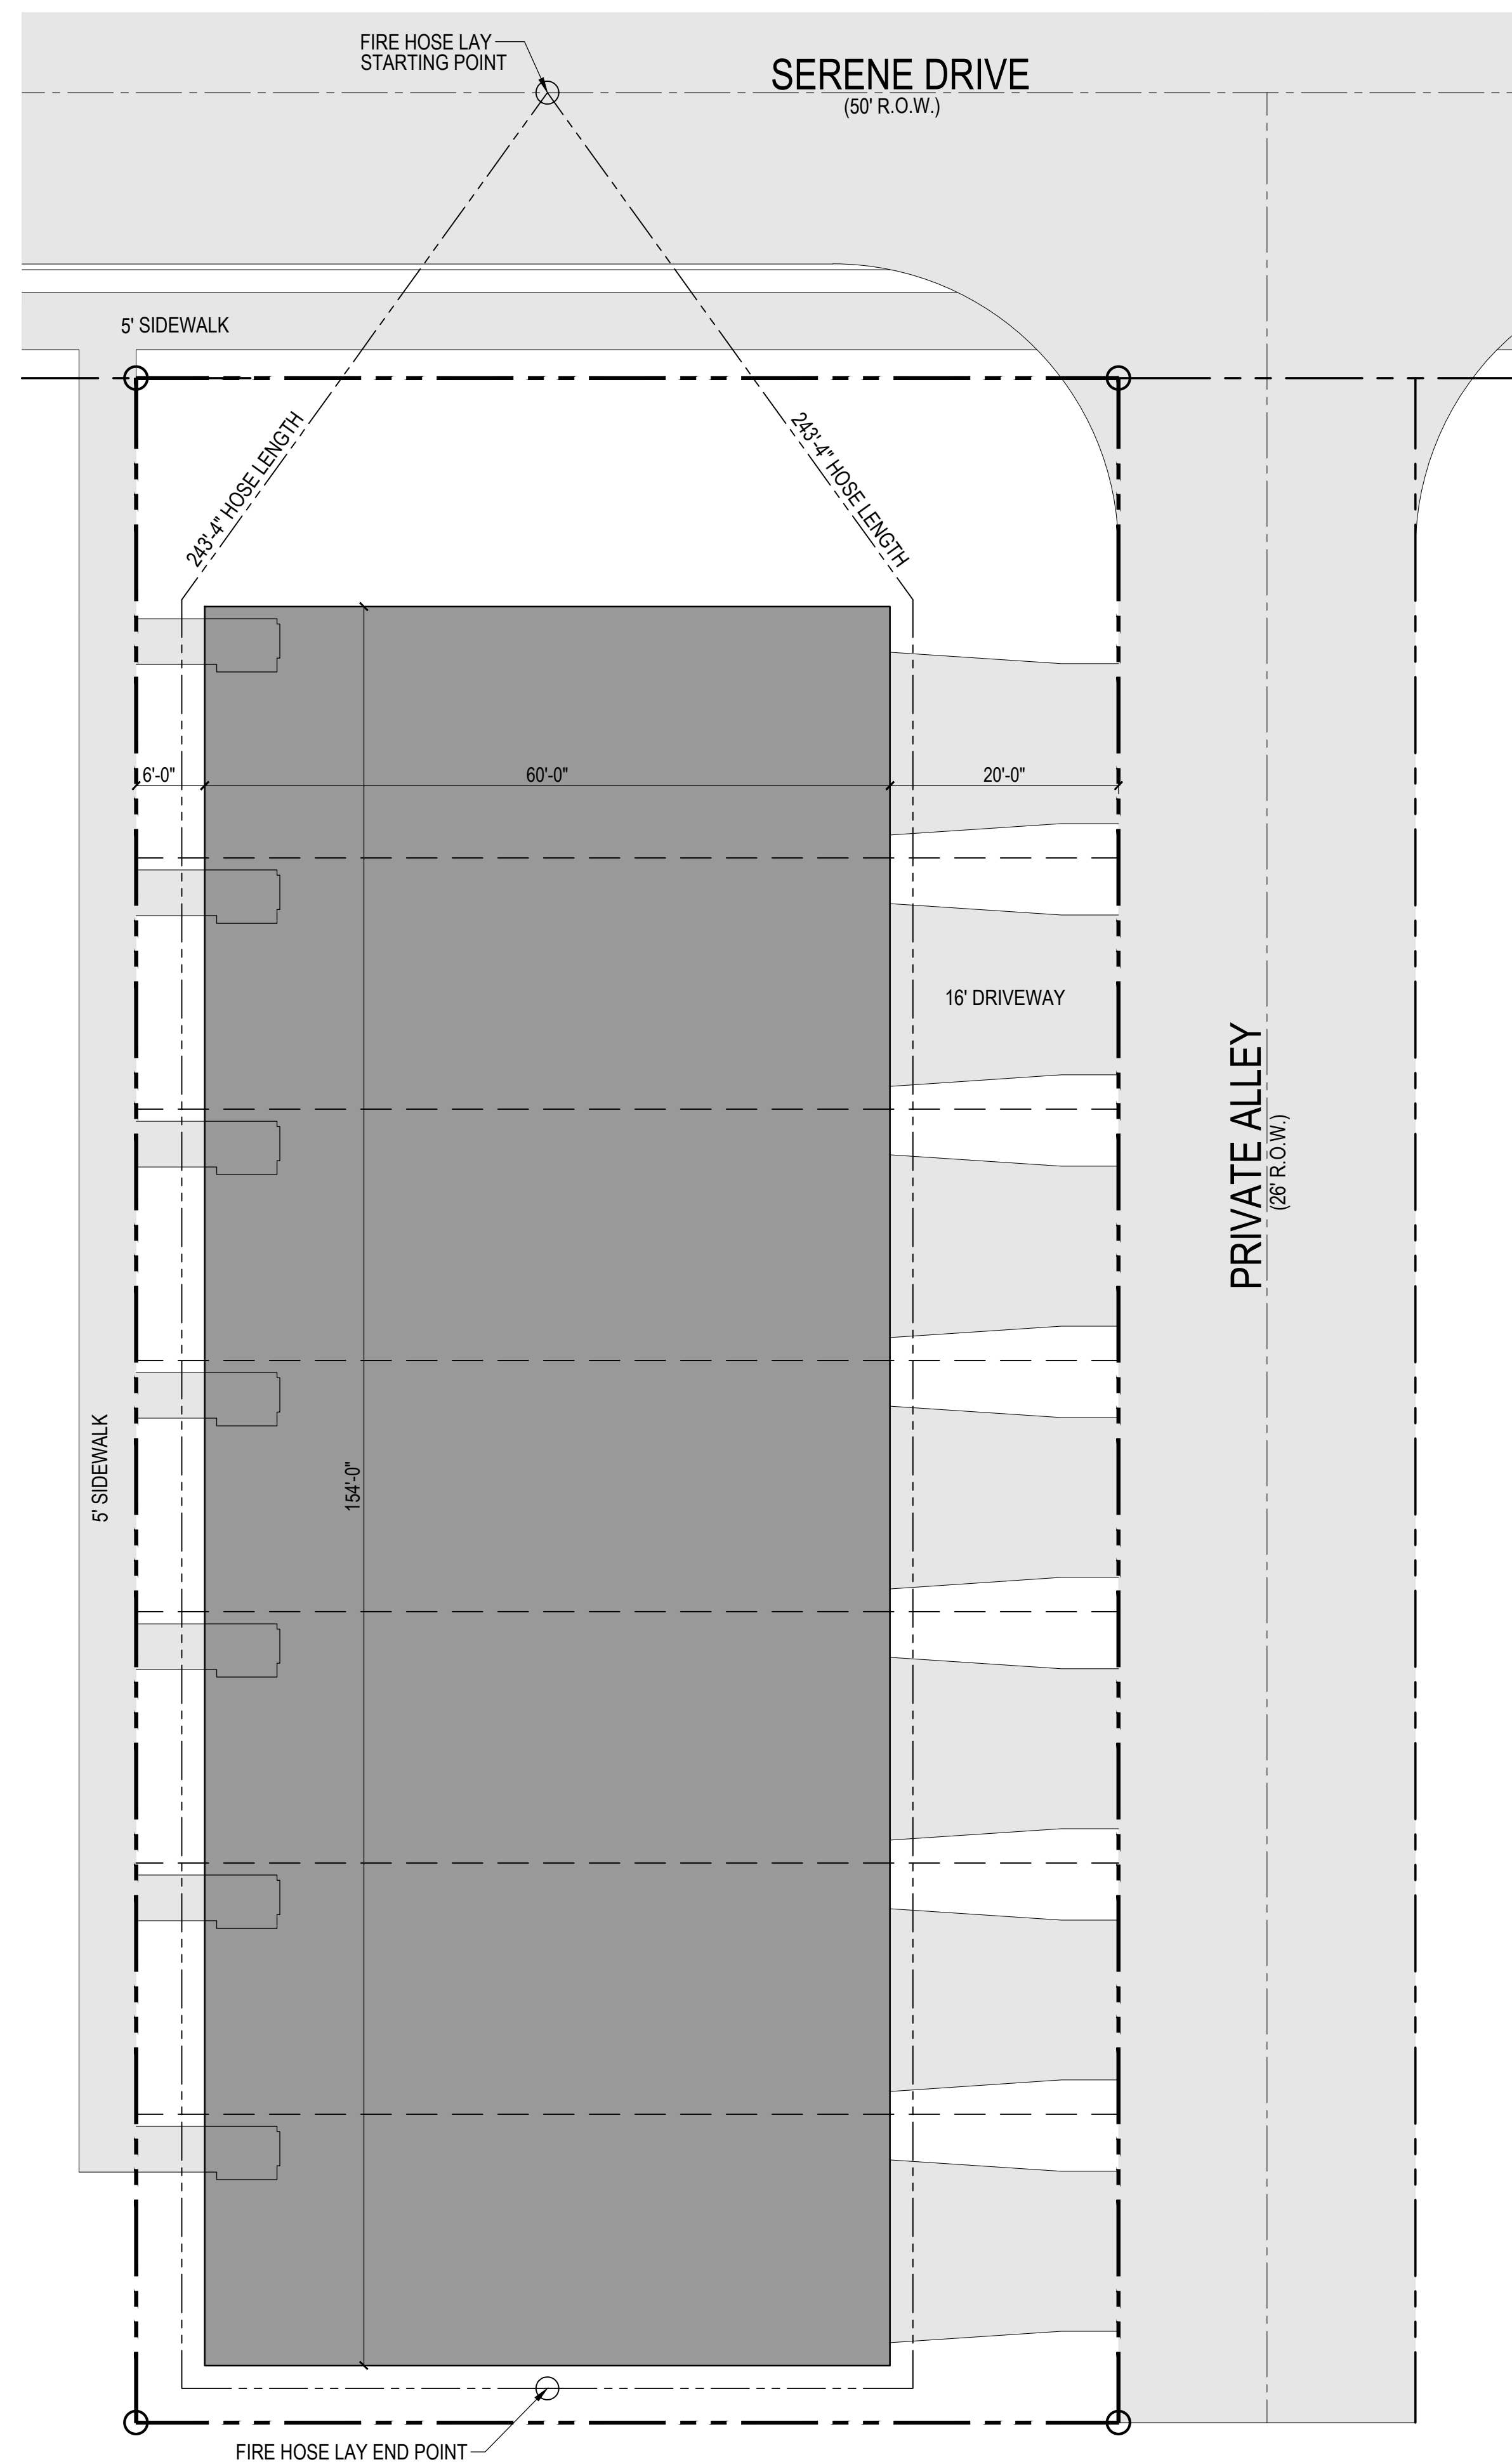 FIRE HOSE LAY
STARTING POINT
SERENE DRIVE
(50' R.O.W.)
5' SIDEWALK
243'-4" HOSE LENGTH
243'-4" HOSE LENGTH
6'-0"
60'-0"
20'-0"
16' DRIVEWAY
PRIVATE ALLEY
(26' R.O.W.)
5' SIDEWALK
154'-0"
FIRE HOSE LAY END POINT